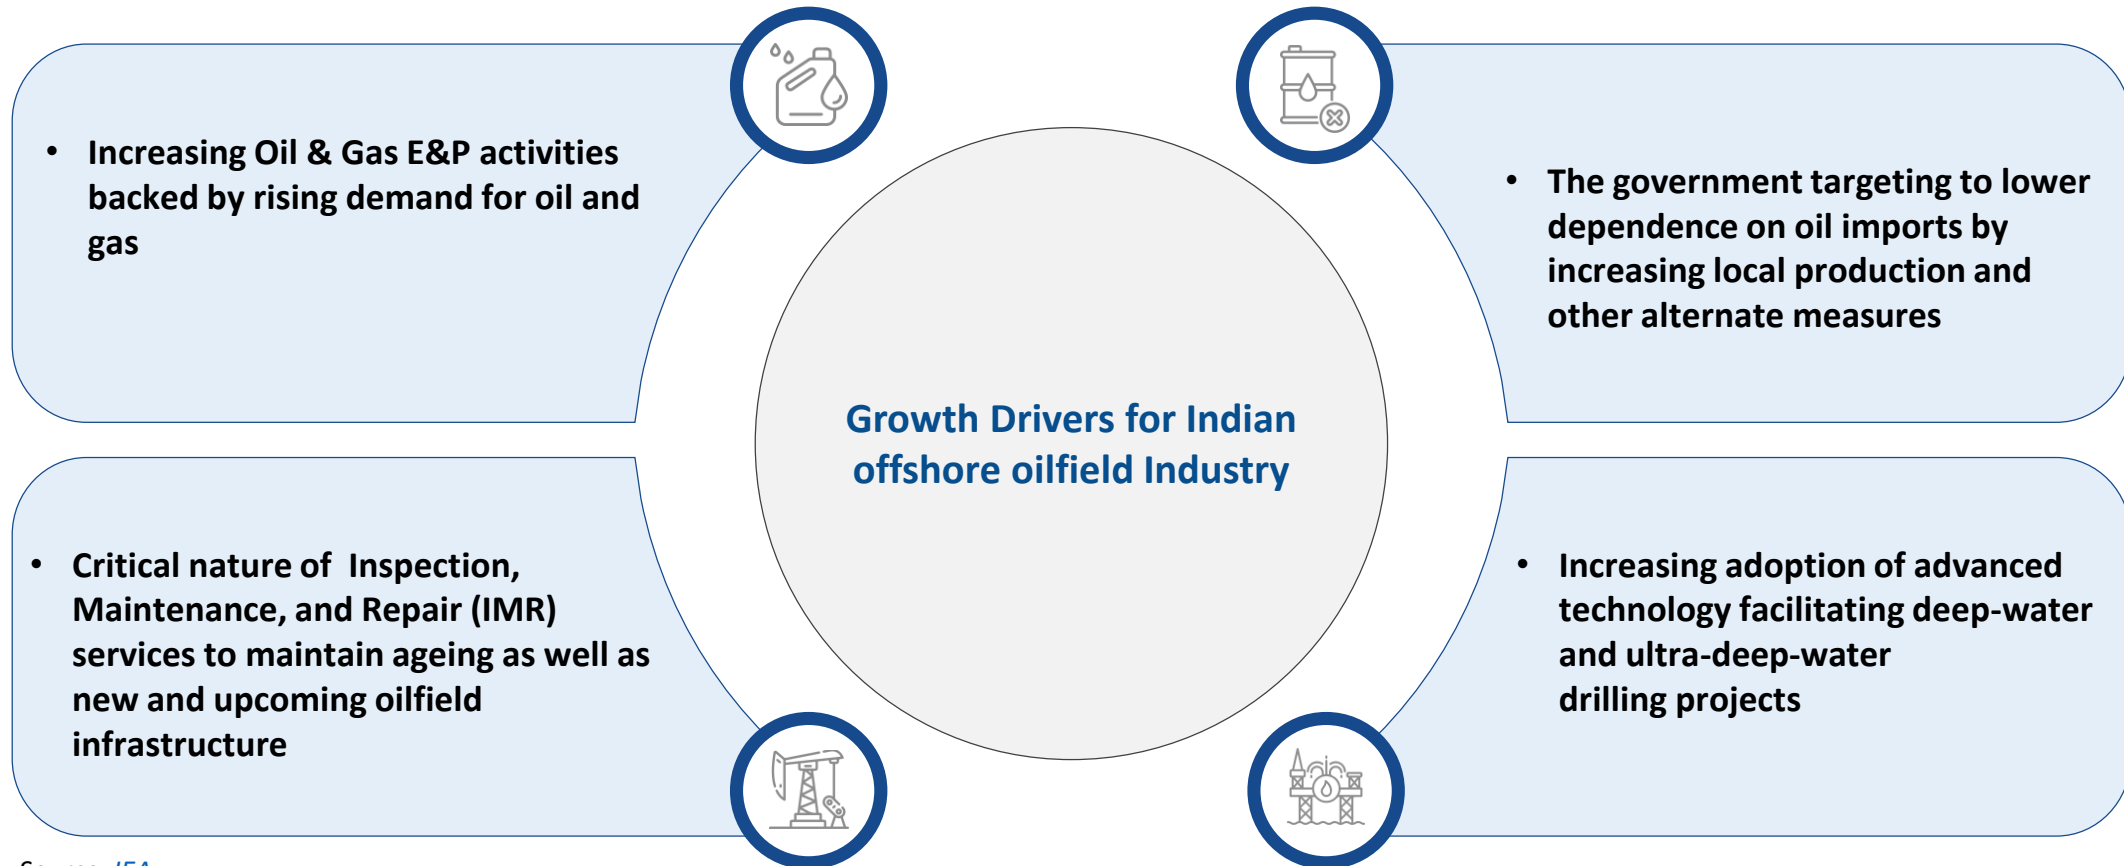 • Increasing Oil & Gas E&P activities
backed by rising demand for oil and
gas
• The government targeting to lower
dependence on oil imports by
increasing local production and
other alternate measures
Growth Drivers for Indian
offshore oilfield Industry
• Critical nature of  Inspection,
Maintenance, and Repair (IMR)
services to maintain ageing as well as
new and upcoming oilfield
infrastructure
• Increasing adoption of advanced
technology facilitating deep-water
and ultra-deep-water
drilling projects
Source: IEA